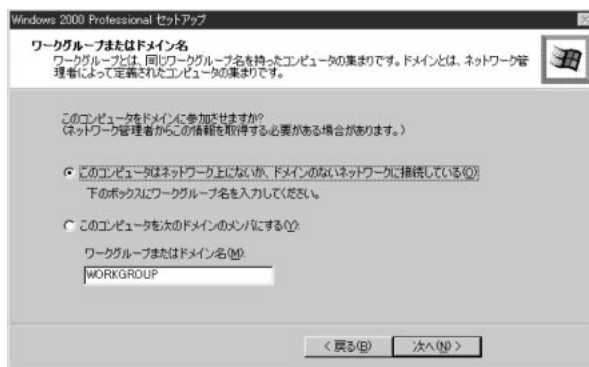 Windows 2000 Professional セットアップ
ワークグループまたはドメイン名
ワークグループとは、同じワークグループ名を持ったコンピュータの集まりです。ドメインとは、ネットワーク管
理者によって定義されたコンピュータの集まりです。
このコンピュータをドメインに参加させますか?
(ネットワーク管理者からこの情報を取得する必要がある場合があります。)
このコンピュータはネットワーク上にないか、ドメインのないネットワークに接続している(O)
下のボックスにワークグループ名を入力してください。
このコンピュータを次のドメインのメンバにする(Y):
ワークグループまたはドメイン名(M):
WORKGROUP
< 戻る(B)
次へ(N) >